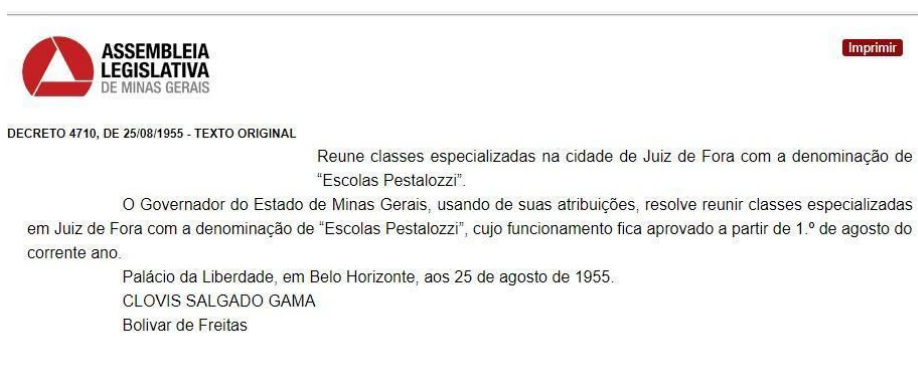 ASSEMBLEIA
LEGISLATIVA
DE MINAS GERAIS
Imprimir
DECRETO 4710, DE 25/08/1955 - TEXTO ORIGINAL
Reune classes especializadas na cidade de Juiz de Fora com a denominação de
“Escolas Pestalozzi”.
O Governador do Estado de Minas Gerais, usando de suas atribuições, resolve reunir classes especializadas
em Juiz de Fora com a denominação de “Escolas Pestalozzi”, cujo funcionamento fica aprovado a partir de 1.º de agosto do
corrente ano.
Palácio da Liberdade, em Belo Horizonte, aos 25 de agosto de 1955.
CLOVIS SALGADO GAMA
Bolivar de Freitas